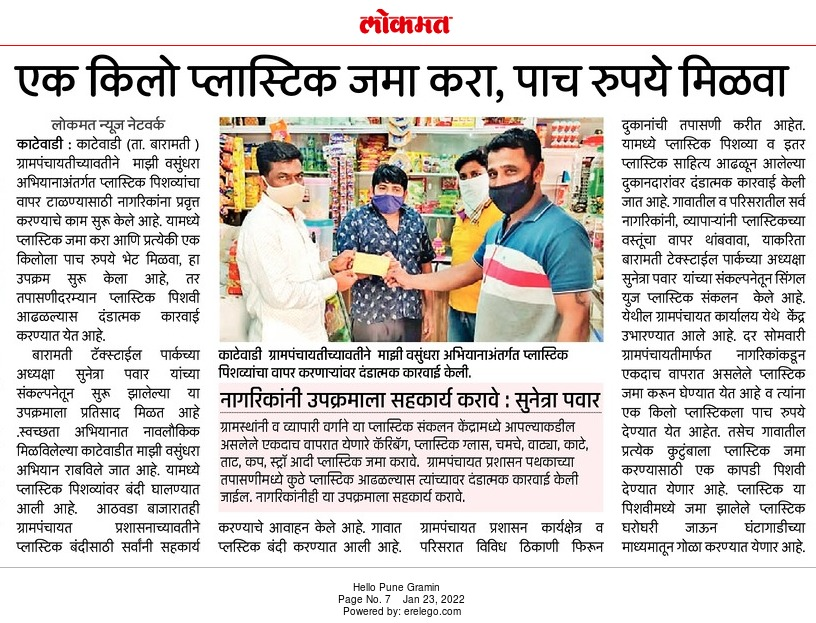 लोकमत
एक किलो प्लास्टिक जमा करा, पाच रुपये मिळवा
लोकमत न्यूज नेटवर्क
काटेवाडी : काटेवाडी (ता. बारामती )
ग्रामपंचायतीच्यावतीने माझी वसुंधरा
अभियानाअंतर्गत प्लास्टिक पिशव्यांचा
वापर टाळण्यासाठी नागरिकांना प्रवृत्त
करण्याचे काम सुरू केले आहे. यामध्ये
प्लास्टिक जमा करा आणि प्रत्येकी एक
किलोला पाच रुपये भेट मिळवा, हा
उपक्रम सुरू केला आहे, तर
तपासणीदरम्यान प्लास्टिक पिशवी
आढळल्यास दंडात्मक कारवाई
करण्यात येत आहे.
बारामती टॅक्स्टाईल पार्कच्या
अध्यक्षा सुनेत्रा पवार यांच्या
संकल्पनेतून सुरू झालेल्या या
उपक्रमाला प्रतिसाद मिळत आहे
.स्वच्छता अभियानात नावलौकिक
मिळविलेल्या काटेवाडीत माझी वसुंधरा
अभियान राबविले जात आहे. यामध्ये
प्लास्टिक पिशव्यांवर बंदी घालण्यात
आली आहे. आठवडा बाजारातही
ग्रामपंचायत प्रशासनाच्यावतीने
प्लास्टिक बंदीसाठी सर्वांनी सहकार्य
काटेवाडी ग्रामपंचायतीच्यावतीने माझी वसुंधरा अभियानाअंतर्गत प्लास्टिक
पिशव्यांचा वापर करणाऱ्यांवर दंडात्मक कारवाई केली.
नागरिकांनी उपक्रमाला सहकार्य करावे : सुनेत्रा पवार
ग्रामस्थांनी व व्यापारी वर्गाने या प्लास्टिक संकलन केंद्रामध्ये आपल्याकडील
असलेले एकदाच वापरात येणारे कॅरिबॅग, प्लास्टिक ग्लास, चमचे, वाट्या, काटे,
ताट, कप, स्ट्रॉ आदी प्लास्टिक जमा करावे. ग्रामपंचायत प्रशासन पथकाच्या
तपासणीमध्ये कुठे प्लास्टिक आढळल्यास त्यांच्यावर दंडात्मक कारवाई केली
जाईल. नागरिकांनीही या उपक्रमाला सहकार्य करावे.
करण्याचे आवाहन केले आहे. गावात
प्लस्टिक बंदी करण्यात आली आहे.
ग्रामपंचायत प्रशासन कार्यक्षेत्र व
परिसरात विविध ठिकाणी फिरून
दुकानांची तपासणी करीत आहेत.
यामध्ये प्लास्टिक पिशव्या व इतर
प्लास्टिक साहित्य आढळून आलेल्या
दुकानदारांवर दंडात्मक कारवाई केली
जात आहे. गावातील व परिसरातील सर्व
नागरिकांनी, व्यापाऱ्यांनी प्लास्टिकच्या
वस्तूंचा वापर थांबवावा, याकरिता
बारामती टेक्स्टाईल पार्कच्या अध्यक्षा
सुनेत्रा पवार यांच्या संकल्पनेतून सिंगल
युज प्लास्टिक संकलन केले आहे.
येथील ग्रामपंचायत कार्यालय येथे केंद्र
उभारण्यात आले आहे. दर सोमवारी
ग्रामपंचायतीमार्फत नागरिकांकडून
एकदाच वापरात असलेले प्लास्टिक
जमा करून घेण्यात येत आहे व त्यांना
एक किलो प्लास्टिकला पाच रुपये
देण्यात येत आहेत. तसेच गावातील
प्रत्येक कुटुंबाला प्लास्टिक जमा
करण्यासाठी एक कापडी पिशवी
देण्यात येणार आहे. प्लास्टिक या
पिशवीमध्ये जमा झालेले प्लास्टिक
घरोघरी जाऊन घंटागाडीच्या
माध्यमातून गोळा करण्यात येणार आहे.
Hello Pune Gramin
Page No. 7 Jan 23, 2022
Powered by: erelego.com